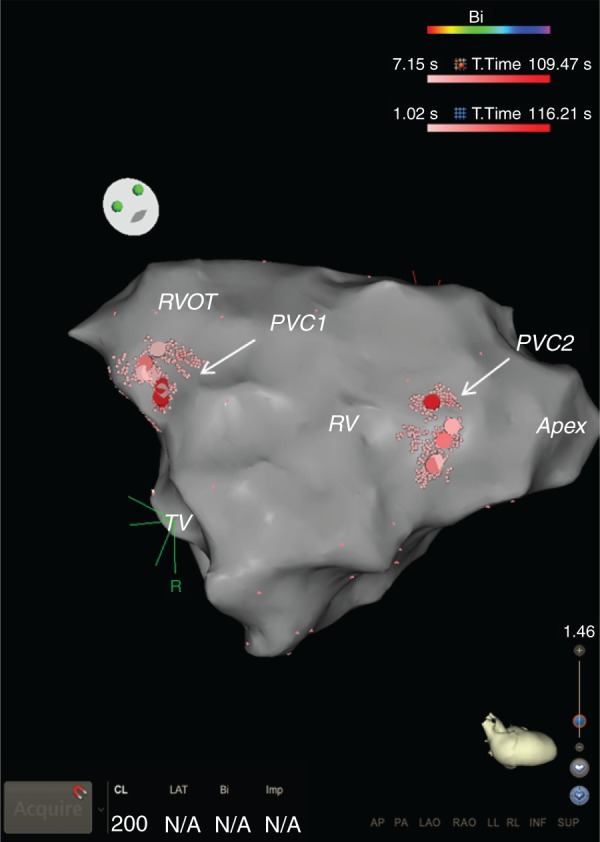 Bi
7.15 s T.Time 109.47 s
1.02 s T.Time 116.21 s
RVOT
PVC1
PVC2
RV
Apex
TV
R
1.46
Acquire
CL LAT Bi Imp
200 N/A N/A N/A
AP PA LAO RAO LL RL INF SUP